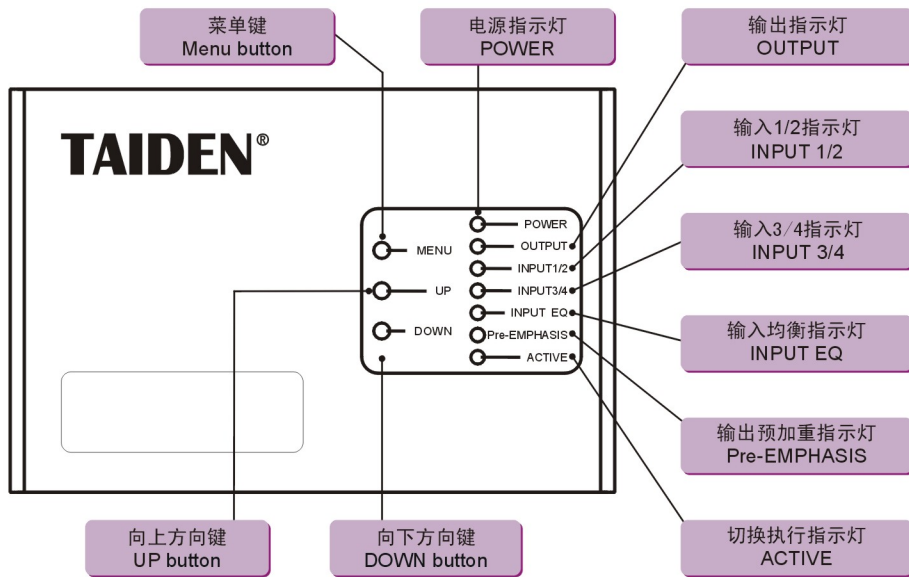 菜单键
Menu button
电源指示灯
POWER
输出指示灯
OUTPUT
输入1/2指示灯
INPUT 1/2
输入3/4指示灯
INPUT 3/4
输入均衡指示灯
INPUT EQ
输出预加重指示灯
Pre-EMPHASIS
切换执行指示灯
ACTIVE
TAIDEN®
MENU
UP
DOWN
POWER
OUTPUT
INPUT1/2
INPUT3/4
INPUT EQ
Pre-EMPHASIS
ACTIVE
向上方向键
UP button
向下方向键
DOWN button